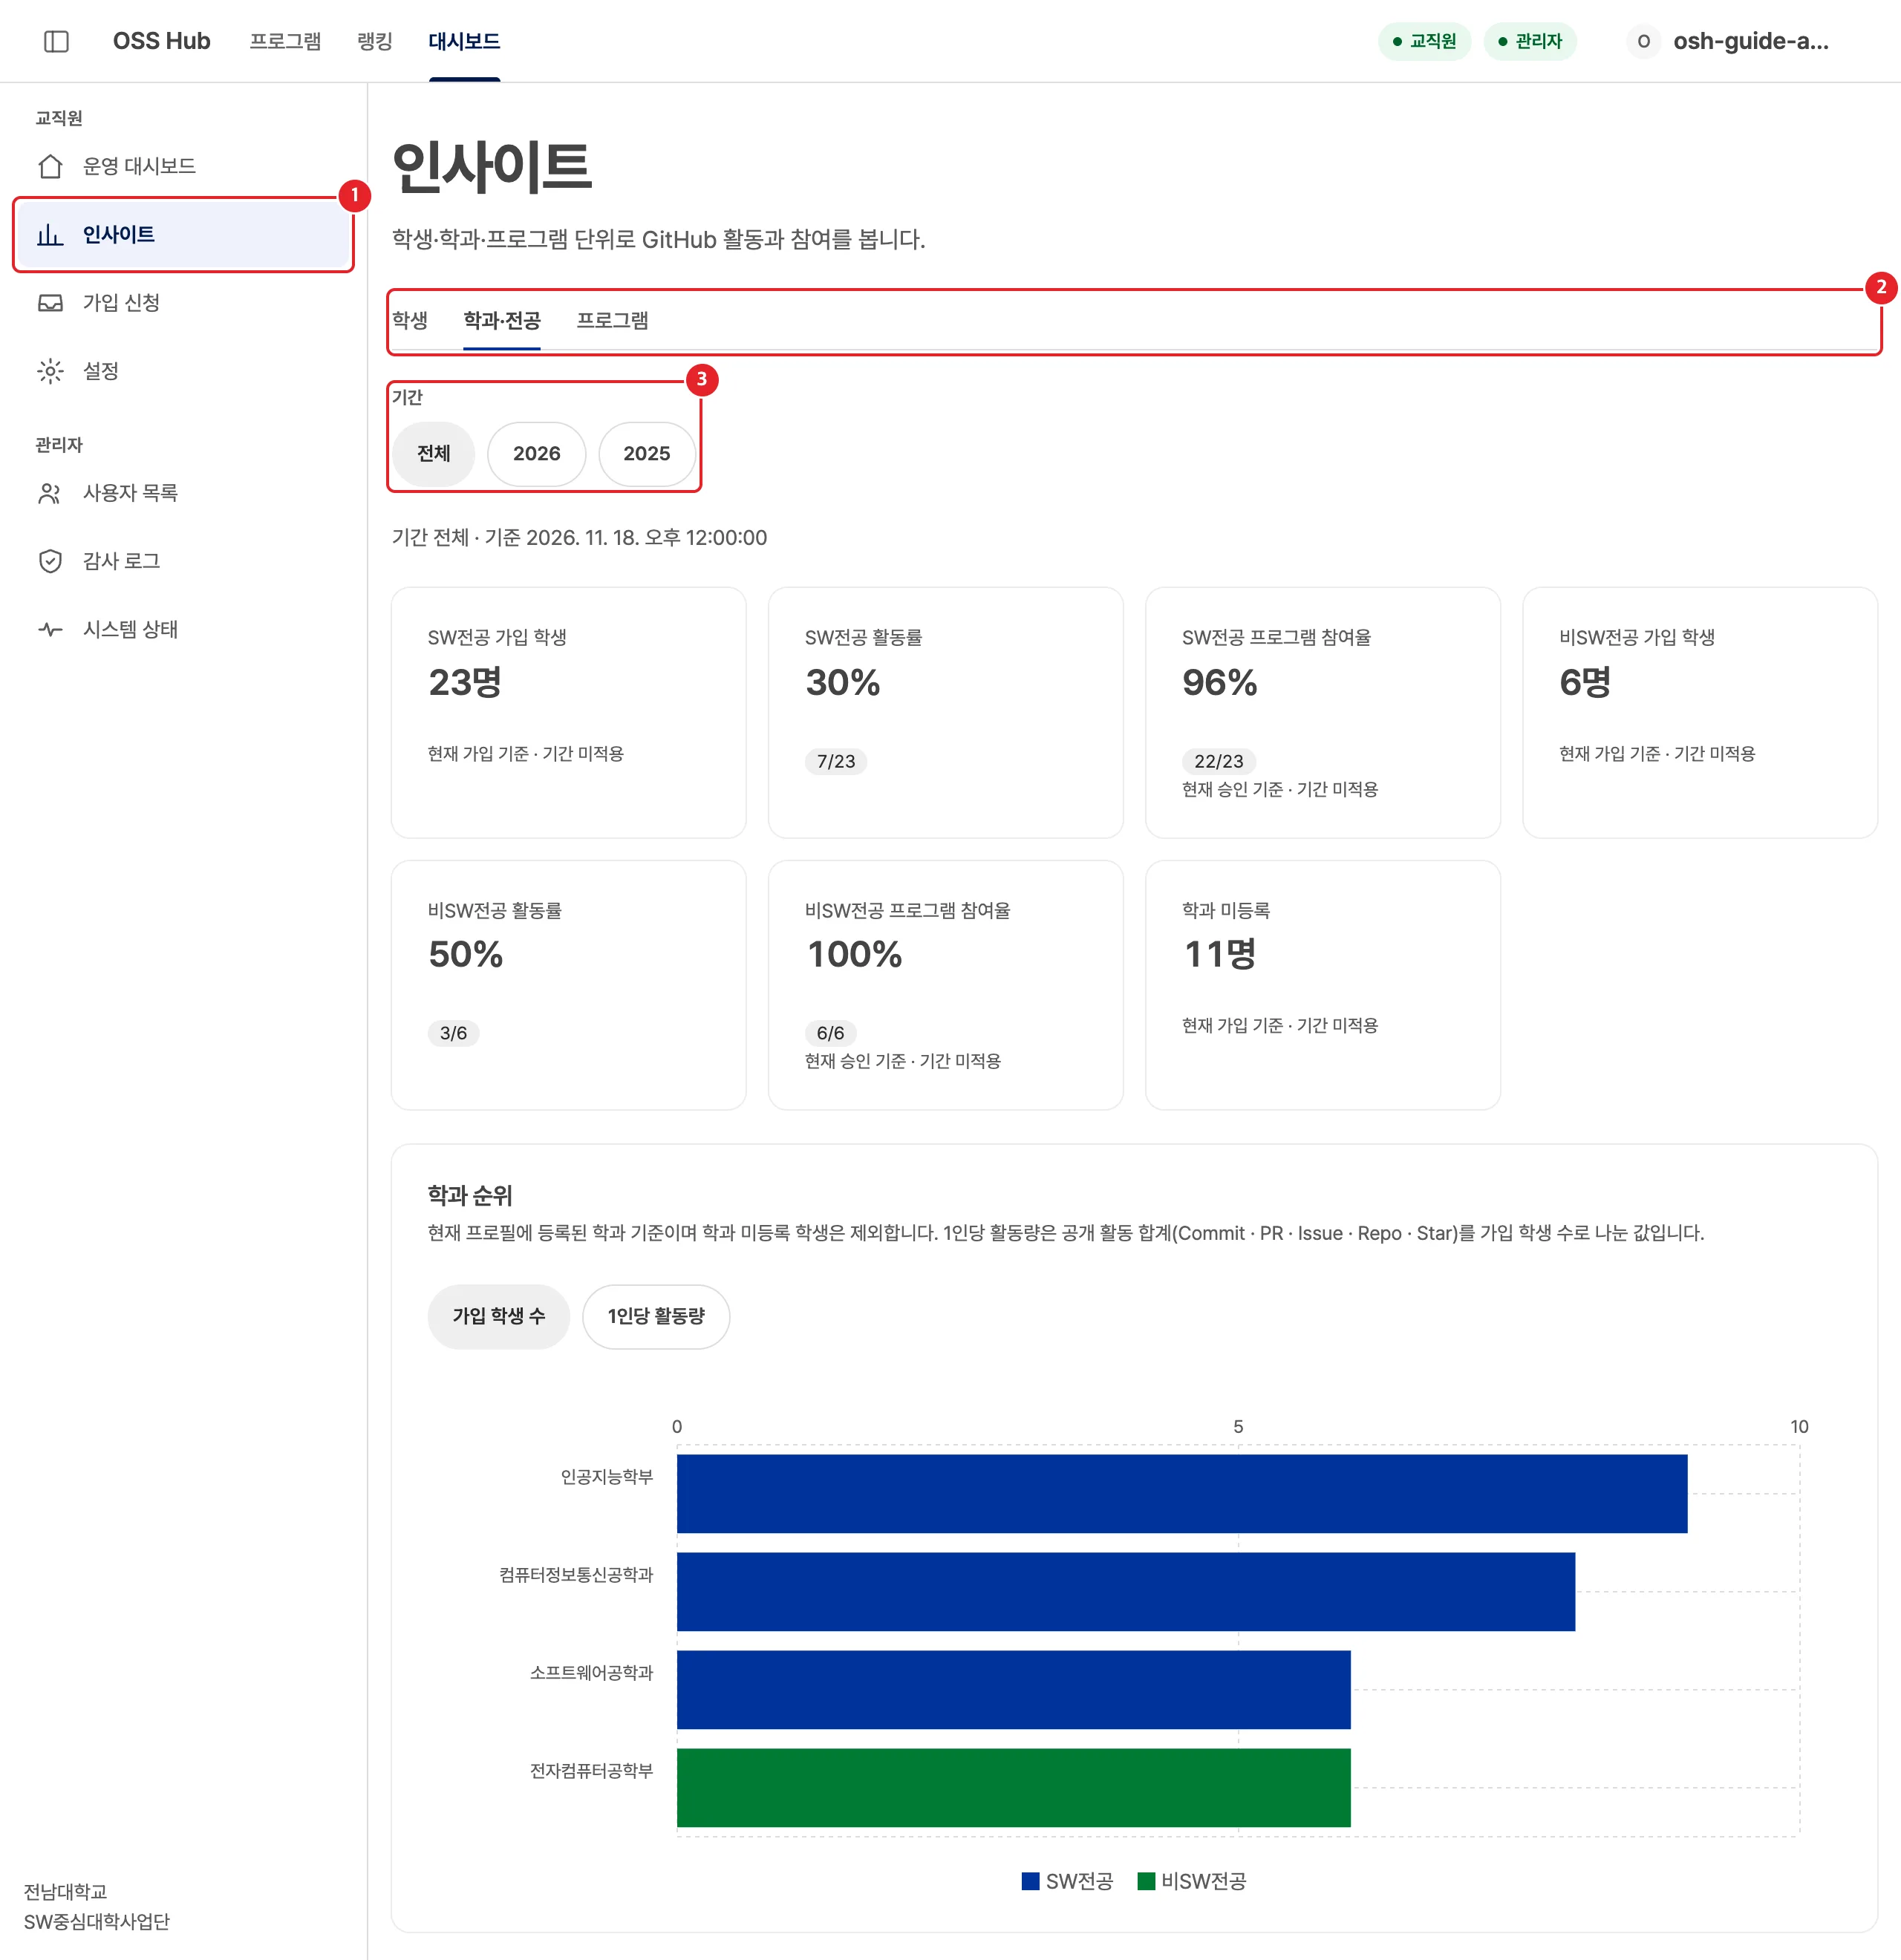 OSS Hub 프로그램 랭킹 대시보드 교직원 관리자 O osh-guide-a...
교직원
운영 대시보드
인사이트
1
가입 신청
설정
관리자
사용자 목록
감사 로그
시스템 상태
전남대학교
SW중심대학사업단
인사이트
학생·학과·프로그램 단위로 GitHub 활동과 참여를 봅니다.
2
학생 학과·전공 프로그램
3
기간
전체 2026 2025
기간 전체 · 기준 2026. 11. 18. 오후 12:00:00
SW전공 가입 학생
23명
현재 가입 기준 · 기간 미적용
SW전공 활동률
30%
7/23
SW전공 프로그램 참여율
96%
22/23
현재 승인 기준 · 기간 미적용
비SW전공 가입 학생
6명
현재 가입 기준 · 기간 미적용
비SW전공 활동률
50%
3/6
비SW전공 프로그램 참여율
100%
6/6
현재 승인 기준 · 기간 미적용
학과 미등록
11명
현재 가입 기준 · 기간 미적용
학과 순위
현재 프로필에 등록된 학과 기준이며 학과 미등록 학생은 제외합니다. 1인당 활동량은 공개 활동 합계(Commit · PR · Issue · Repo · Star)를 가입 학생 수로 나눈 값입니다.
가입 학생 수 1인당 활동량
0 5 10
인공지능학부
컴퓨터정보통신공학과
소프트웨어공학과
전자컴퓨터공학부
SW전공 비SW전공